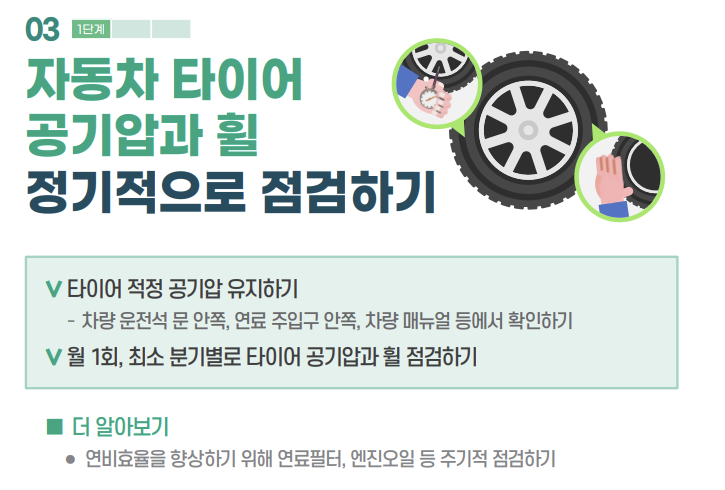 03 1단계
자동차 타이어
공기압과 휠
정기적으로 점검하기
V 타이어 적정 공기압 유지하기
- 차량 운전석 문 안쪽, 연료 주입구 안쪽, 차량 매뉴얼 등에서 확인하기
V 월 1회, 최소 분기별로 타이어 공기압과 휠 점검하기
■ 더 알아보기
● 연비효율을 향상하기 위해 연료필터, 엔진오일 등 주기적 점검하기